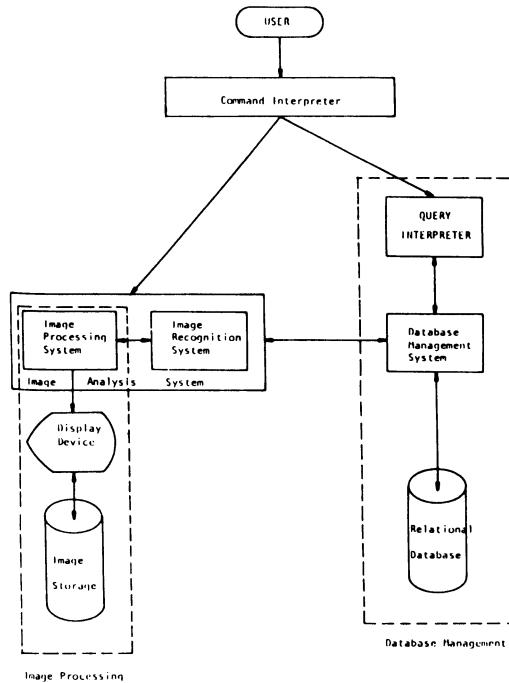 USER
Command Interpreter
QUERY
INTERPRETER
Image
Processing
System
Image
Recognition
System
Database
Management
System
Image Analysis System
Display
Device
Relational
Database
Image
Storage
Database Management
Image Processing